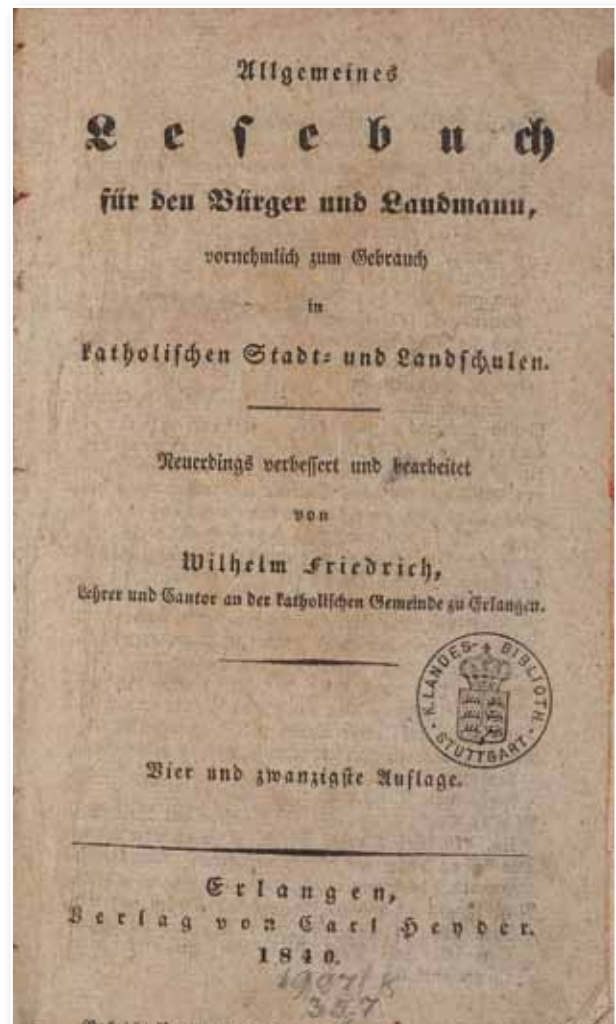 Allgemeines
Lesebuch
für den Bürger und Landmann,
vornehmlich zum Gebrauch
in
katholischen Stadt- und Landschulen.
Neuerdings verbessert und bearbeitet
von
Wilhelm Friedrich,
Lehrer und Cantor an der katholischen Gemeinde zu Erlangen.
K. LANDES-BIBLIOTH.
STUTTGART
Vier und zwanzigste Auflage.
Erlangen,
Verlag von Carl Heyder.
1840.
1907/K
357